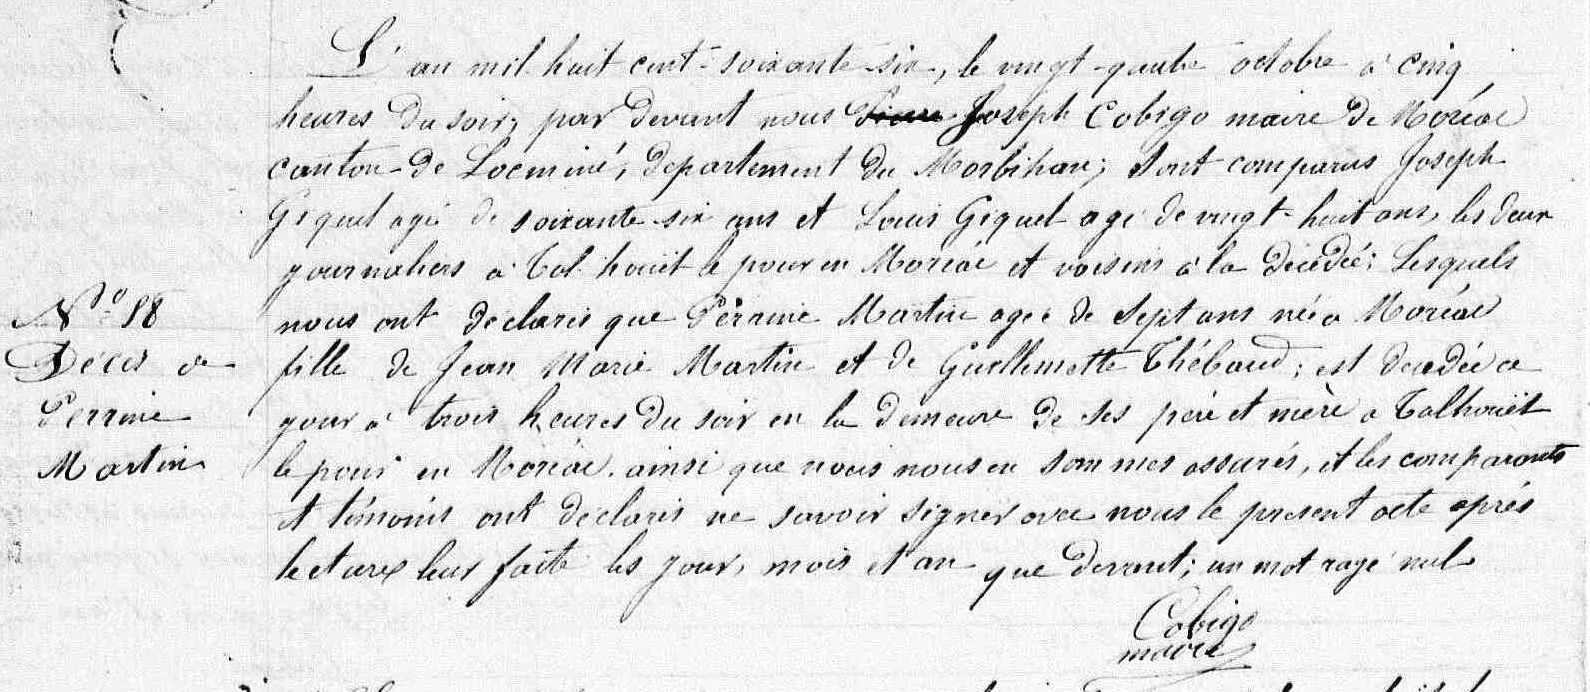 L'an mil huit cent soixante six, le vingt quatre octobre à cinq
heures du soir, par devant nous Pierre Joseph Cobigo maire de Moréac
canton de Locminé, departement du Morbihan; sont comparus Joseph
Giquel agé de soixante six ans et Louis Giquel agé de vingt-huit ans, les deux
journaliers à Tal-houët le pour en Moréac et voisins à la décédée; Lesquels
nous ont declarés que Perrine Martin agée de sept ans née a Moréac
N° 58
fille de Jean Marie Martin et de Guillemette Thébaud; est decedée ce
Décès de
jour à trois heures du soir en la demeure de ses père et mère a Talhouët
Perrine
le pour en Moréac. ainsi que nous nous en sommes assurés, et les comparants
Martin
et témoins ont déclarés ne savoir signer avec nous le present acte après
lecture leur faite les jour, mois et an que devant; un mot rayé nul
Cobigo
maire